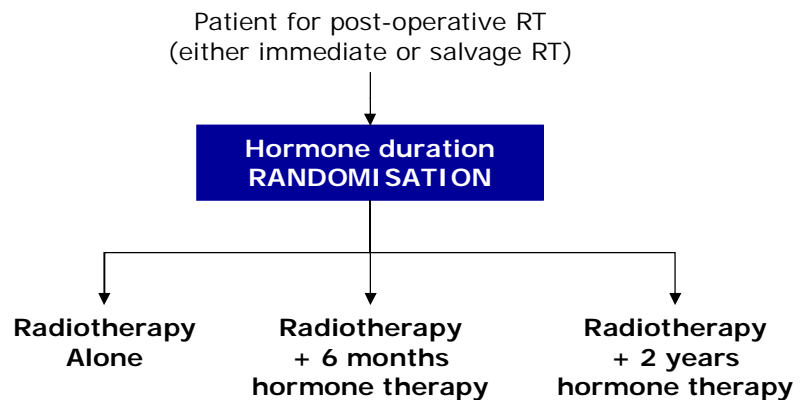 Patient for post-operative RT
(either immediate or salvage RT)
Hormone duration
RANDOMISATION
Radiotherapy
Alone
Radiotherapy
+ 6 months
hormone therapy
Radiotherapy
+ 2 years
hormone therapy